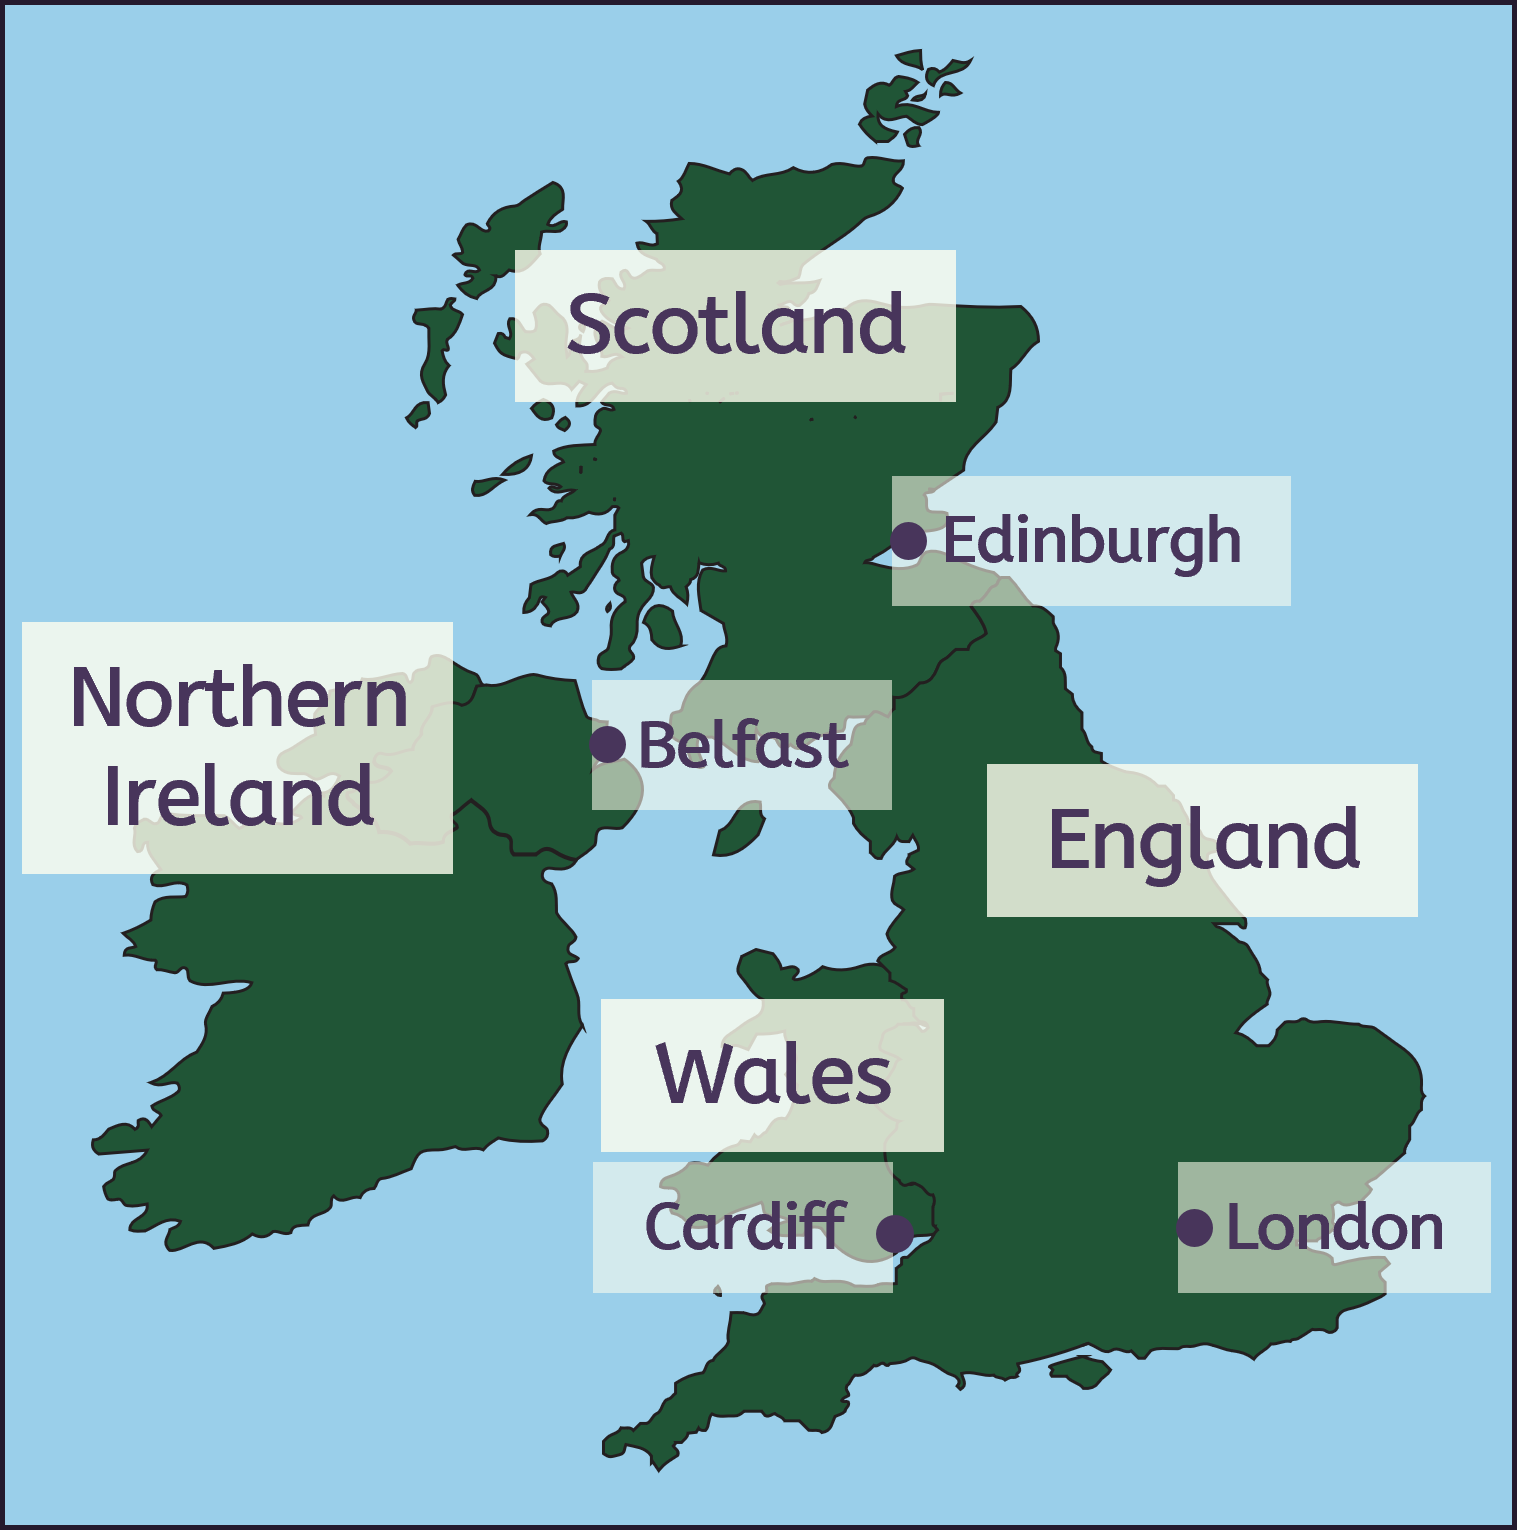 Scotland
Edinburgh
Northern
Ireland
Belfast
England
Wales
Cardiff
London